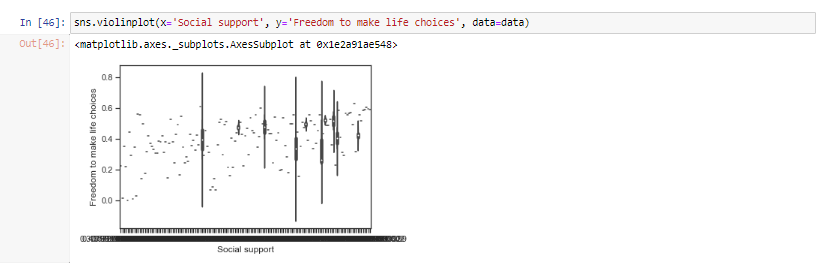 In [46]: sns.violinplot(x='Social support', y='Freedom to make life choices', data=data)
Out[46]: <matplotlib.axes._subplots.AxesSubplot at 0x1e2a91ae548>
0.8
0.6
0.4
0.2
0.0
Freedom to make life choices
Social support